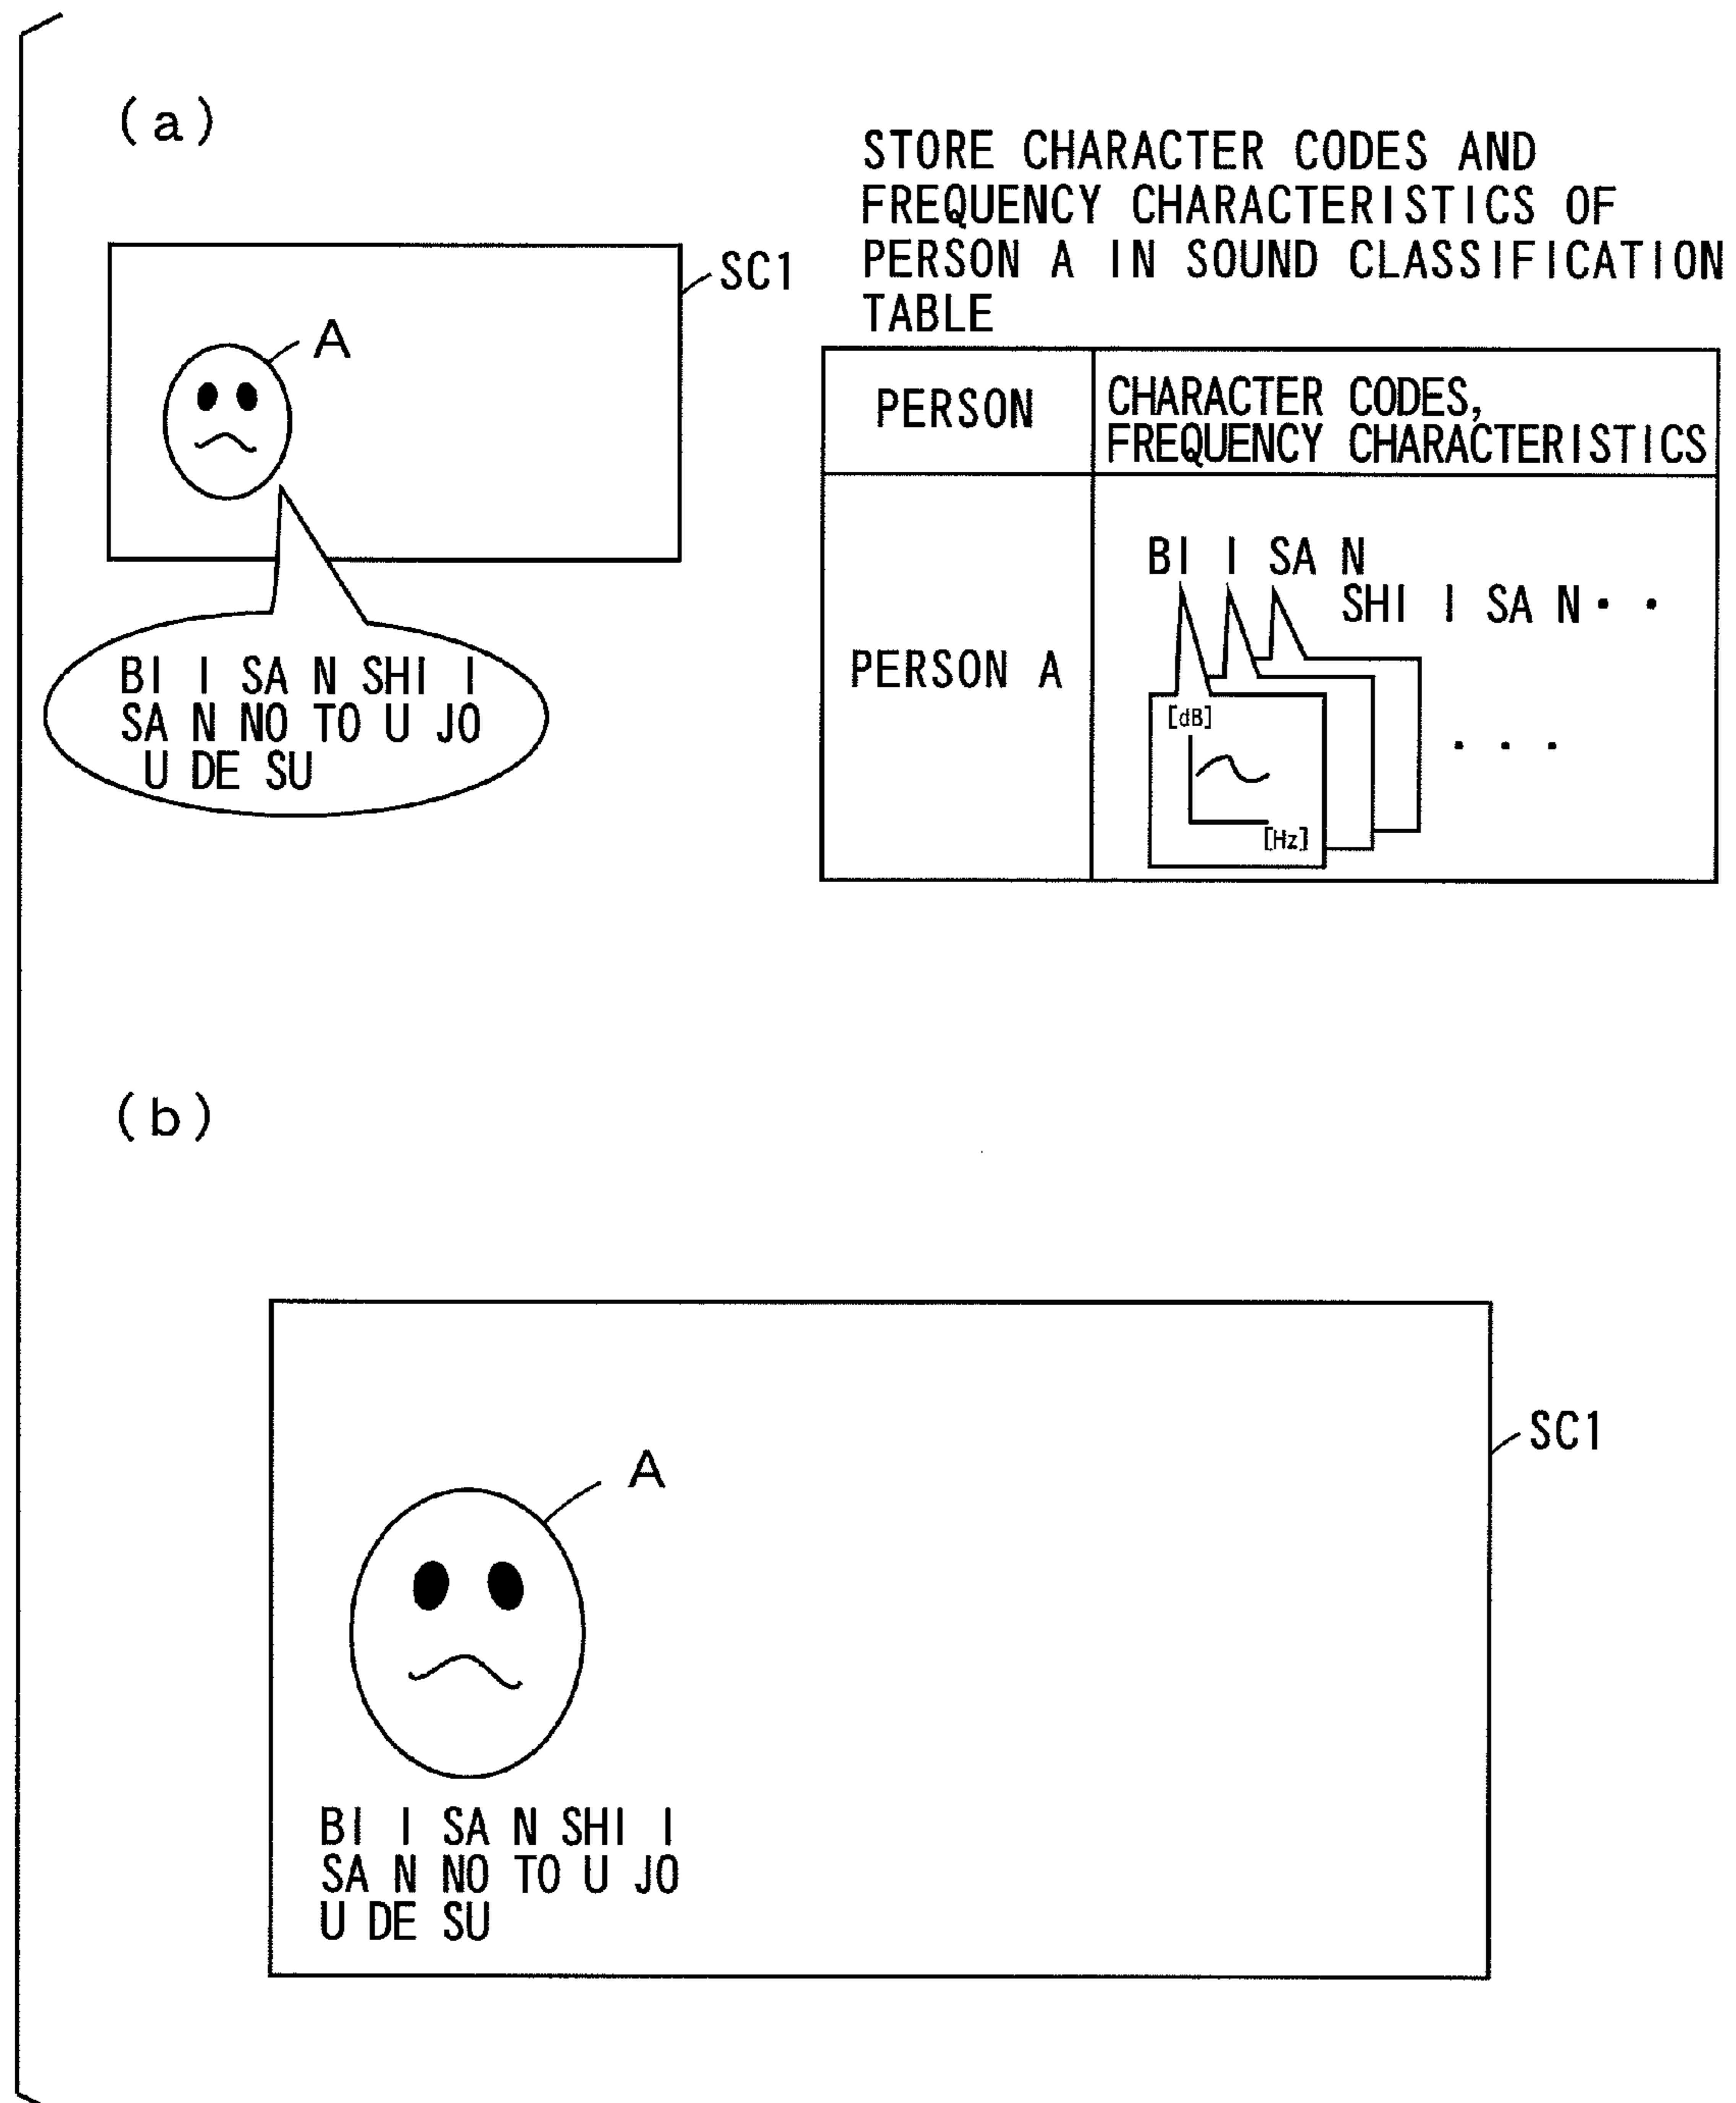 (a)
STORE CHARACTER CODES AND
FREQUENCY CHARACTERISTICS OF
PERSON A IN SOUND CLASSIFICATION
TABLE
SC1
A
BI I SA N SHI I
SA N NO TO U JO
U DE SU
PERSON
CHARACTER CODES,
FREQUENCY CHARACTERISTICS
PERSON A
BI I SA N
SHI I SA N・・
[dB]
[Hz]
・・・
(b)
SC1
A
BI I SA N SHI I
SA N NO TO U JO
U DE SU